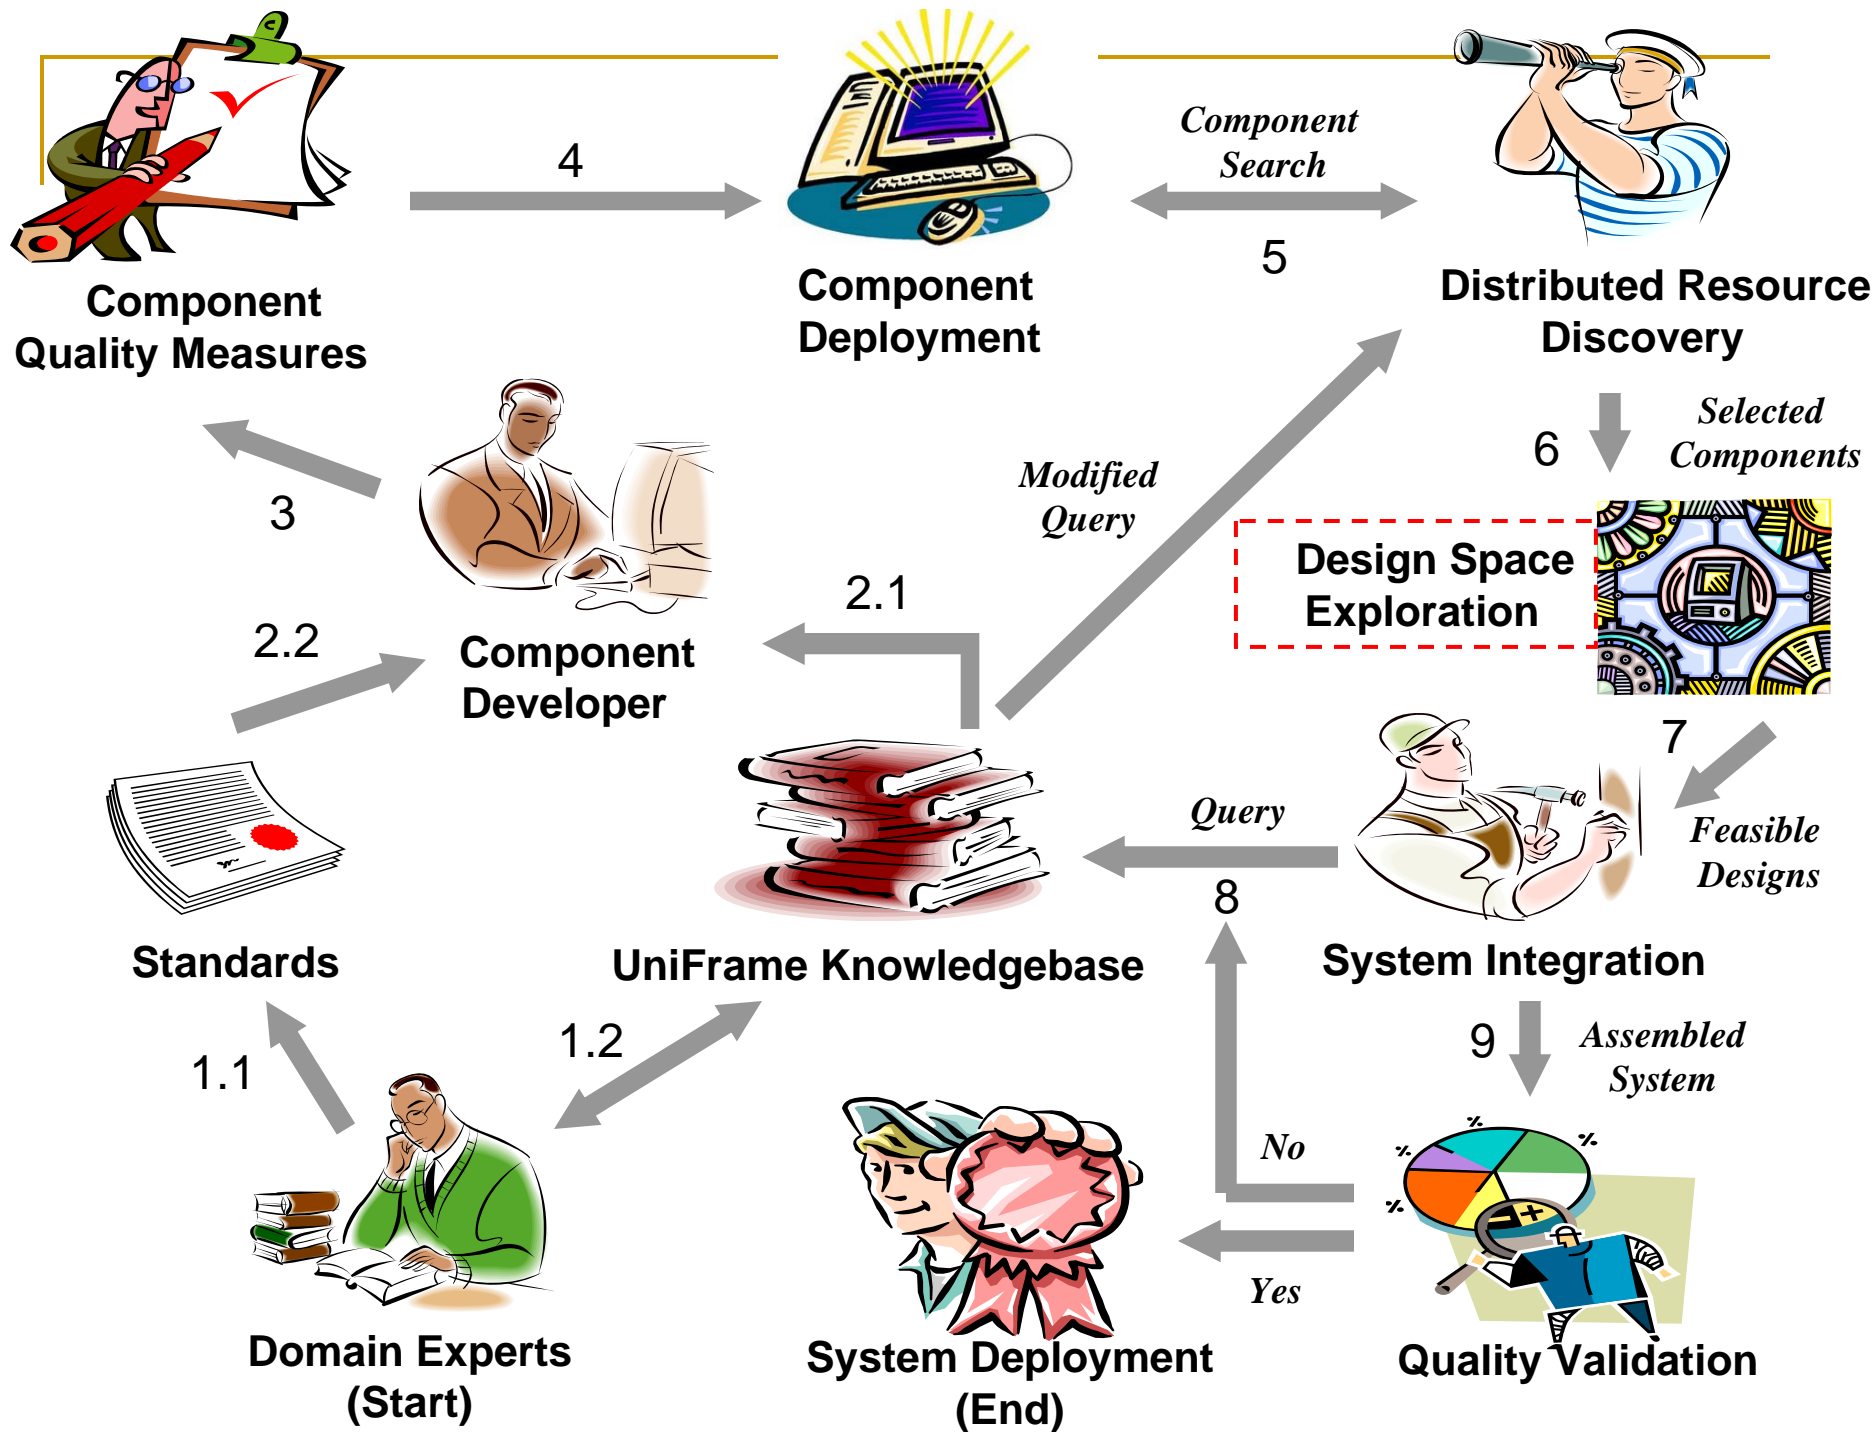 4
Component
Search
5
Component
Quality Measures
Component
Deployment
Distributed Resource
Discovery
3
Modified
Query
6
Selected
Components
Design Space
Exploration
2.1
2.2
Component
Developer
7
Query
8
Feasible
Designs
Standards
UniFrame Knowledgebase
System Integration
1.1
1.2
9
Assembled
System
No
Yes
%
%
%
%
Domain Experts
(Start)
System Deployment
(End)
Quality Validation